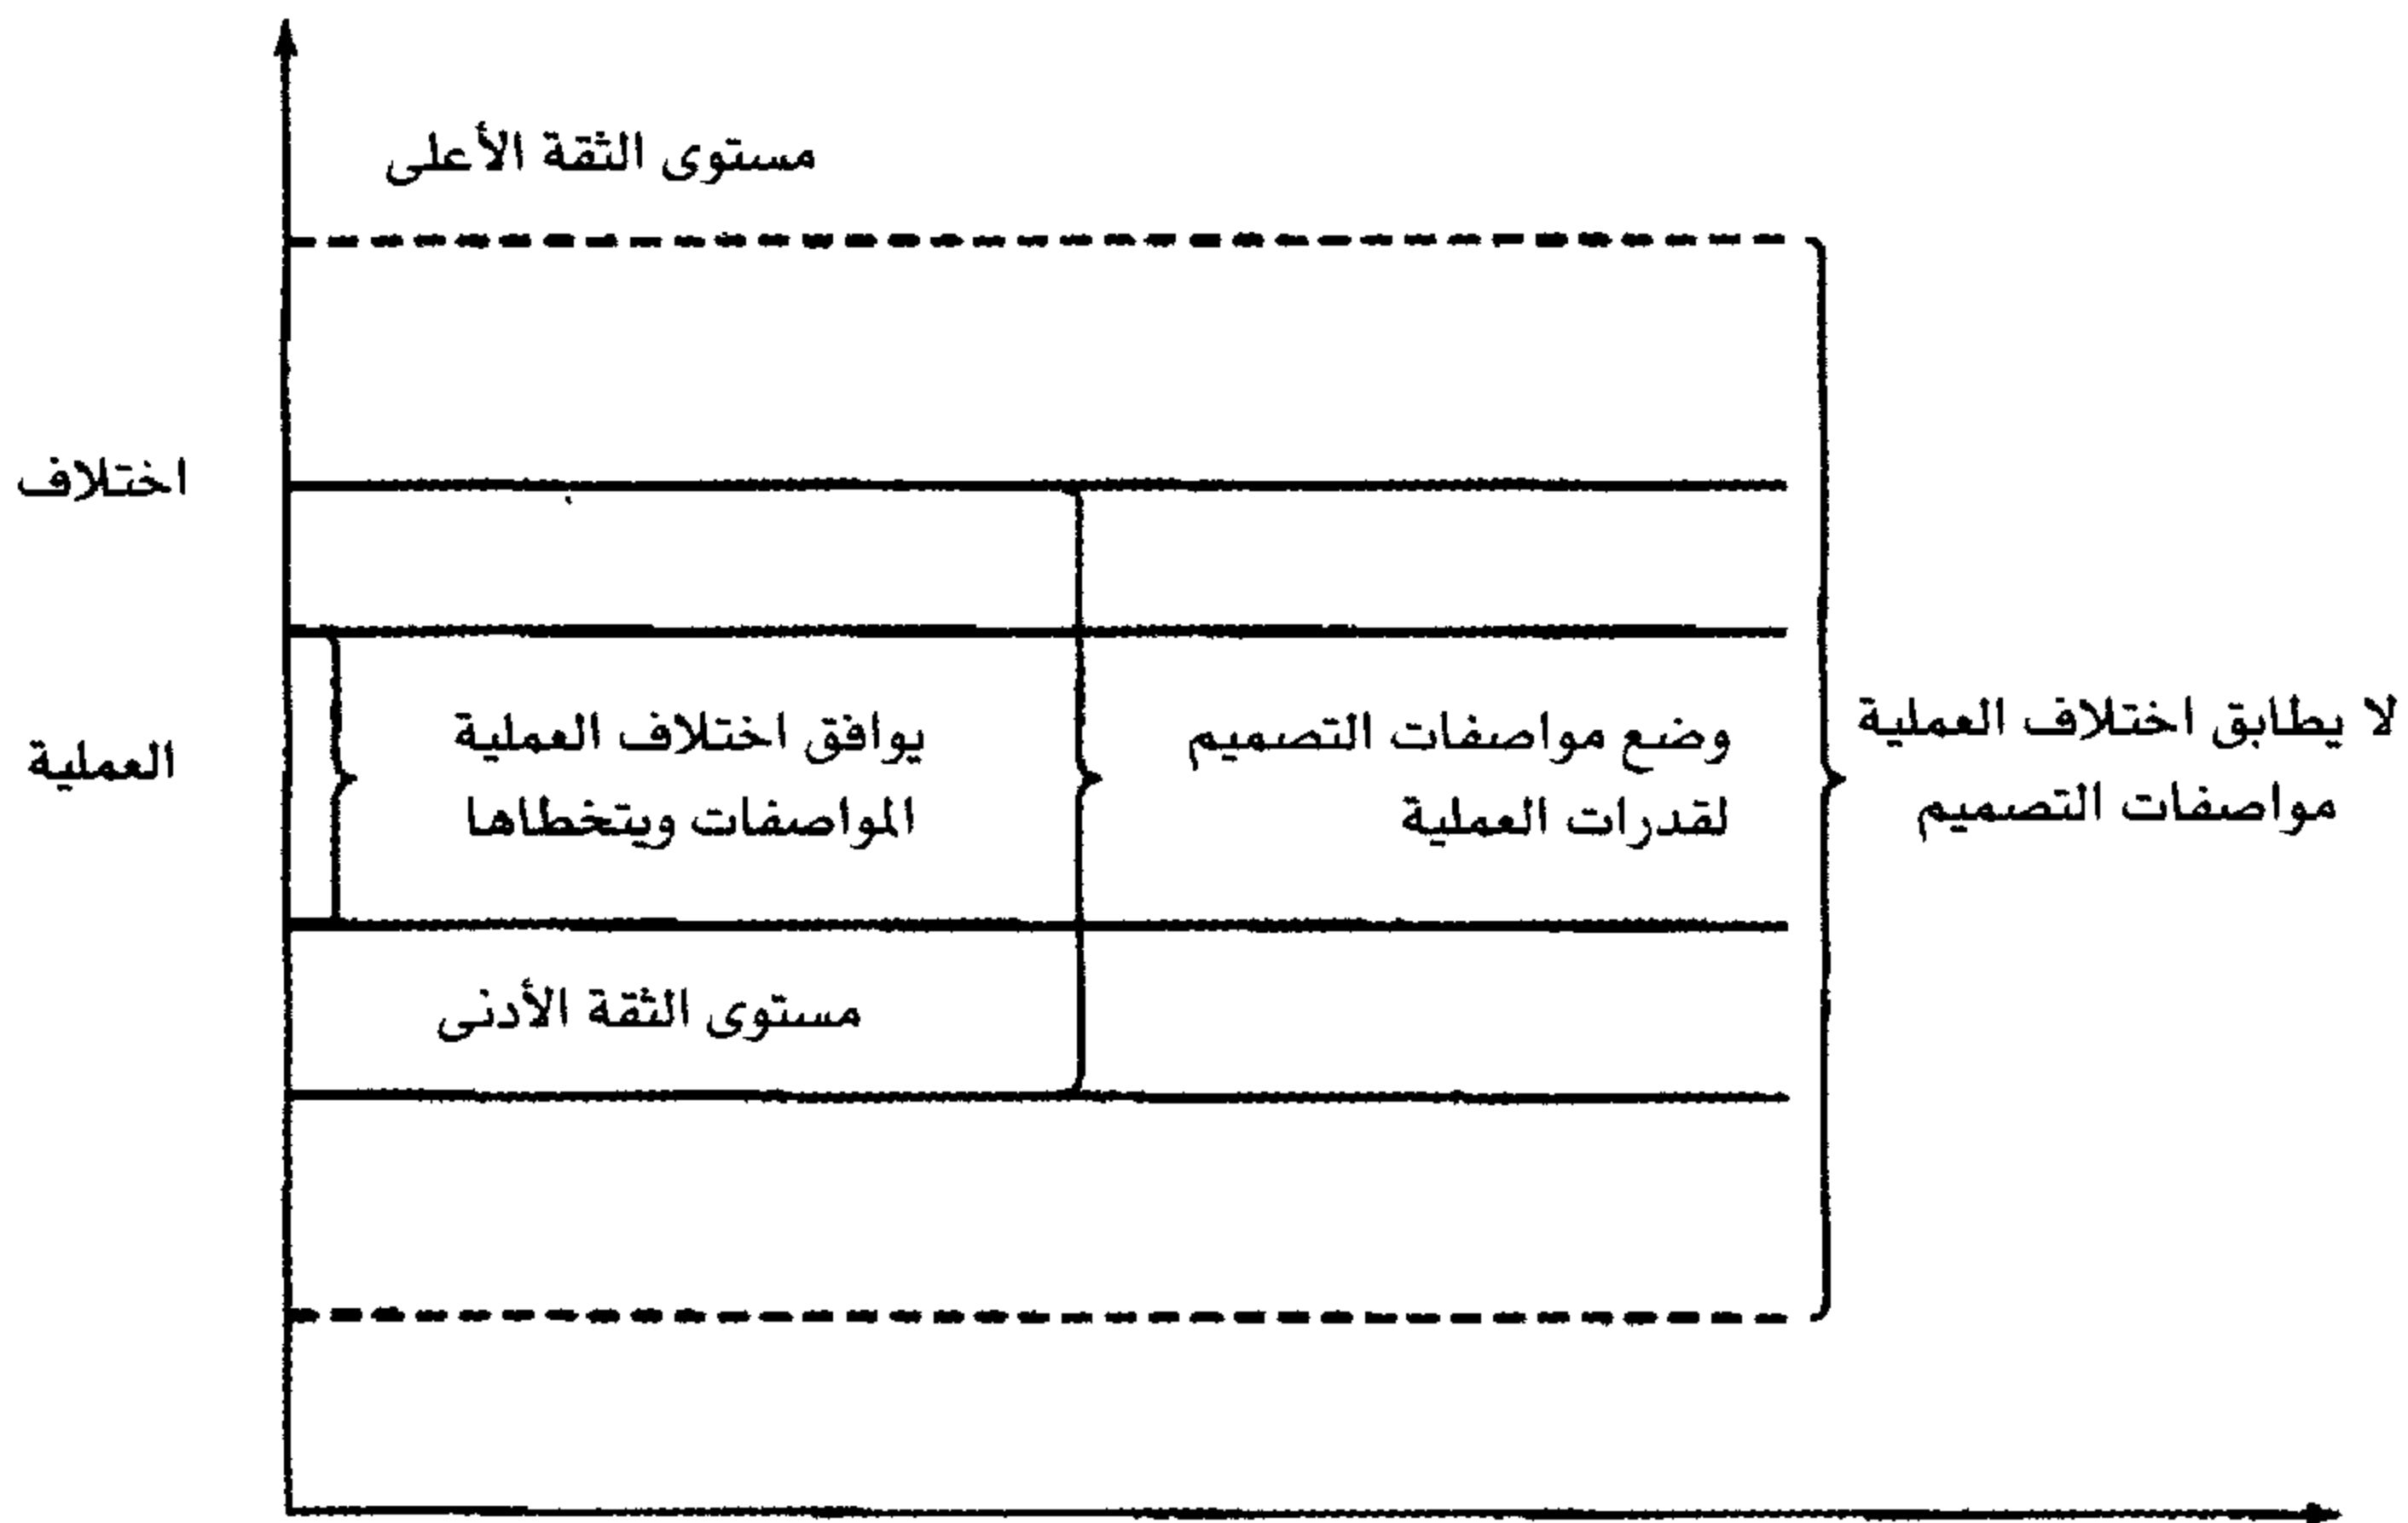 مستوى الثقة الأعلى
اختلاف
العملية
يوافق اختلاف العملية
المواصفات ويتخطاها
وضع مواصفات التصميم
لقدرات العملية
لا يطابق اختلاف العملية
مواصفات التصميم
مستوى الثقة الأدنى